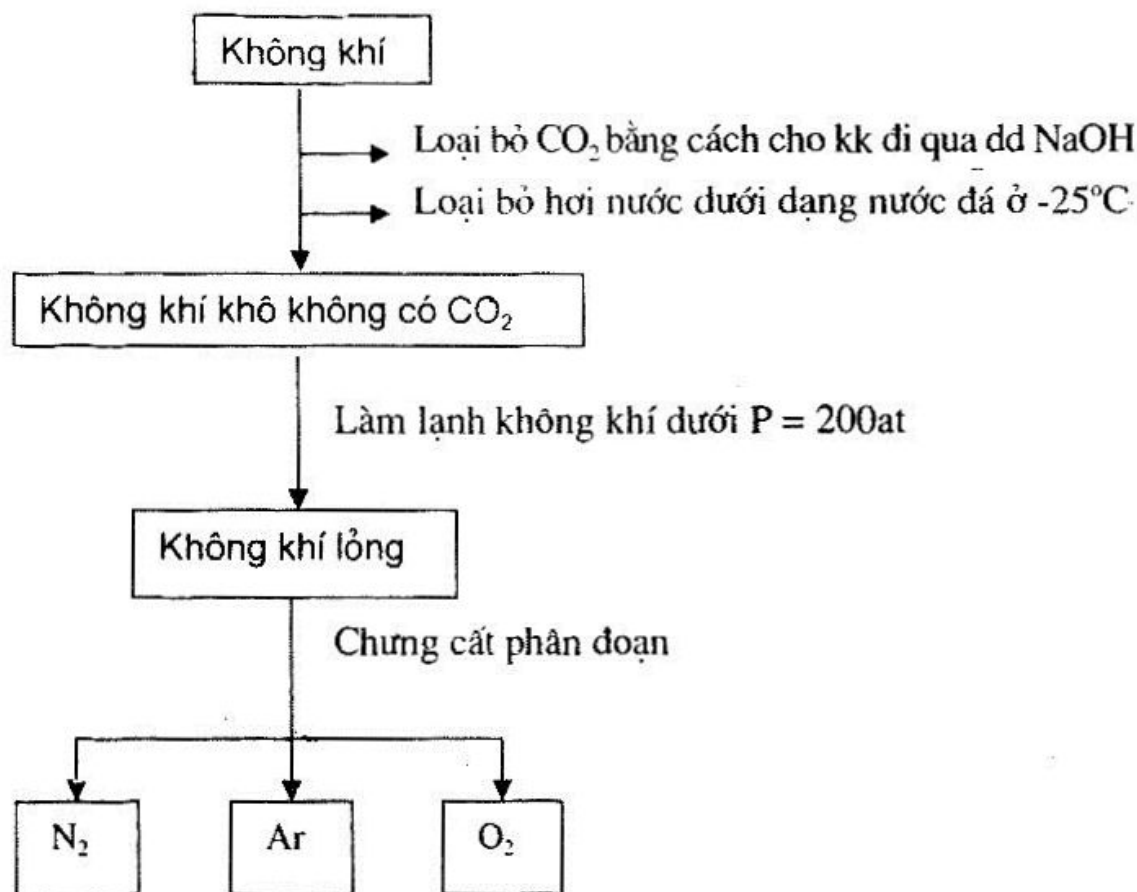 Không khí
Loại bỏ CO₂ bằng cách cho kk đi qua dd NaOH
Loại bỏ hơi nước dưới dạng nước đá ở -25°C
Không khí khô không có CO₂
Làm lạnh không khí dưới P = 200at
Không khí lỏng
Chưng cất phân đoạn
N₂ Ar O₂